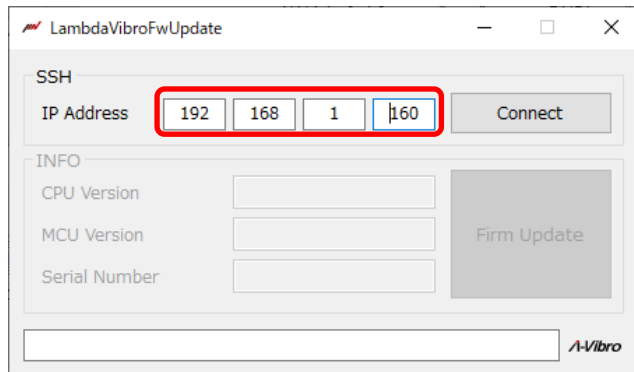 LambdaVibroFwUpdate
SSH
IP Address 192 168 1 160 Connect
INFO
CPU Version
MCU Version Firm Update
Serial Number
Λ-Vibro